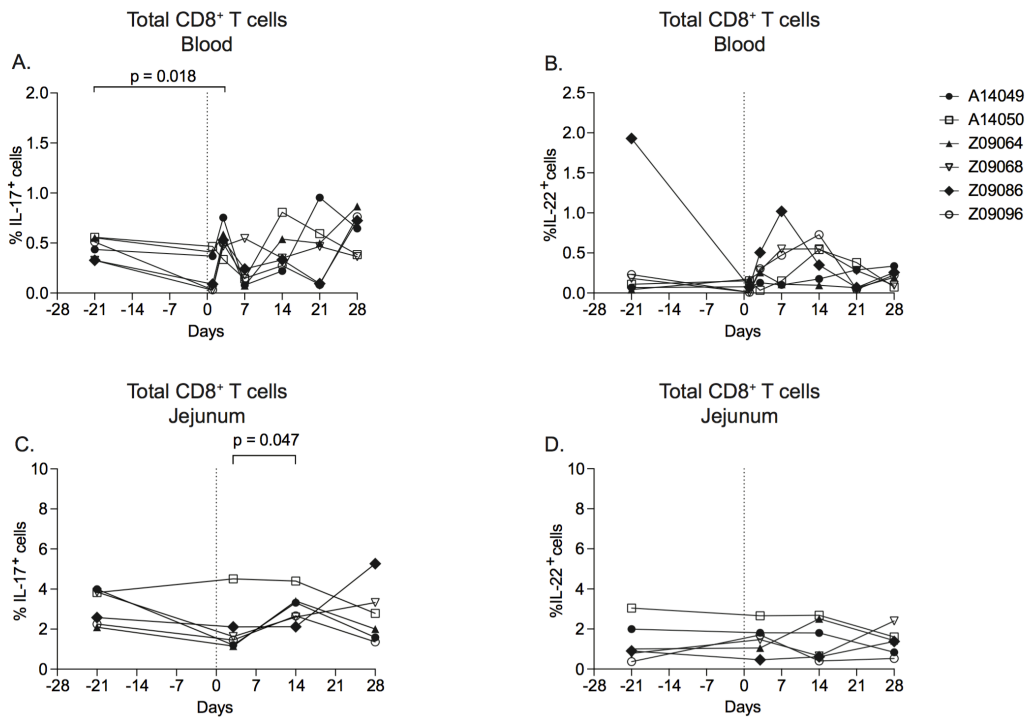 Total CD8+ T cells
Blood
A.
p = 0.018
2.0
1.5
1.0
0.5
0.0
% IL-17+ cells
-28 -21 -14 -7 0 7 14 21 28
Days
Total CD8+ T cells
Blood
B.
2.5
2.0
1.5
1.0
0.5
0.0
%IL-22+ cells
-28 -21 -14 -7 0 7 14 21 28
Days
A14049
A14050
Z09064
Z09068
Z09086
Z09096
Total CD8+ T cells
Jejunum
C.
p = 0.047
10
8
6
4
2
0
% IL-17+ cells
-28 -21 -14 -7 0 7 14 21 28
Days
Total CD8+ T cells
Jejunum
D.
10
8
6
4
2
0
%IL-22+ cells
-28 -21 -14 -7 0 7 14 21 28
Days